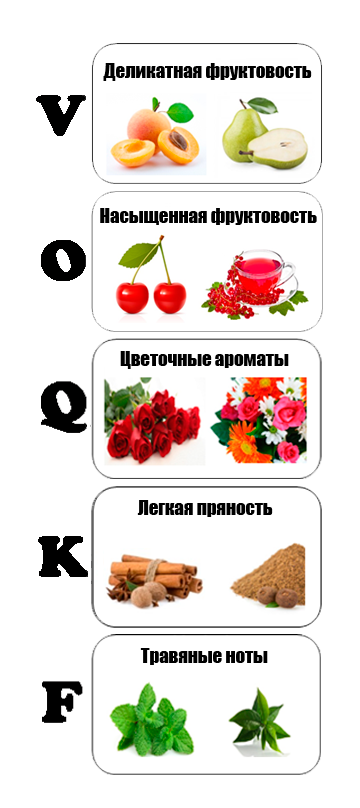 V
Деликатная фруктовость
O
Насыщенная фруктовость
Q
Цветочные ароматы
K
Легкая пряность
F
Травяные ноты